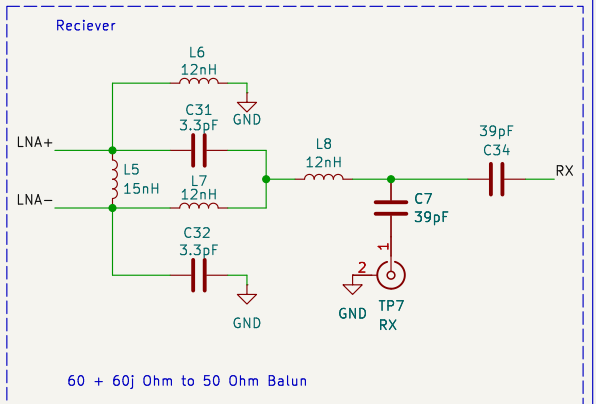 Reciever
L6
12nH
GND
C31
3.3pF
LNA+
L5
15nH
L7
12nH
LNA-
C32
3.3pF
GND
L8
12nH
39pF
C34
RX
C7
39pF
1
2
GND
TP7
RX
60 + 60j Ohm to 50 Ohm Balun